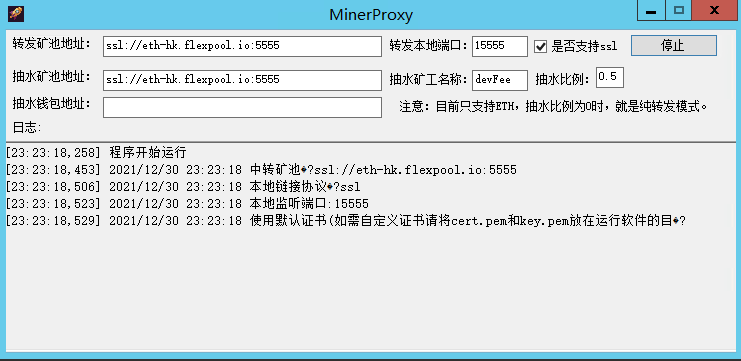 MinerProxy
转发矿池地址： ssl://eth-hk.flexpool.io:5555 转发本地端口： 15555 是否支持ssl 停止
抽水矿池地址： ssl://eth-hk.flexpool.io:5555 抽水矿工名称： devFee 抽水比例： 0.5
抽水钱包地址： 注意：目前只支持ETH，抽水比例为0时，就是纯转发模式。
日志：
[23:23:18,258] 程序开始运行
[23:23:18,453] 2021/12/30 23:23:18 中转矿池�?ssl://eth-hk.flexpool.io:5555
[23:23:18,506] 2021/12/30 23:23:18 本地链接协议�?ssl
[23:23:18,523] 2021/12/30 23:23:18 本地监听端口:15555
[23:23:18,529] 2021/12/30 23:23:18 使用默认证书(如需自定义证书请将cert.pem和key.pem放在运行软件的目�?